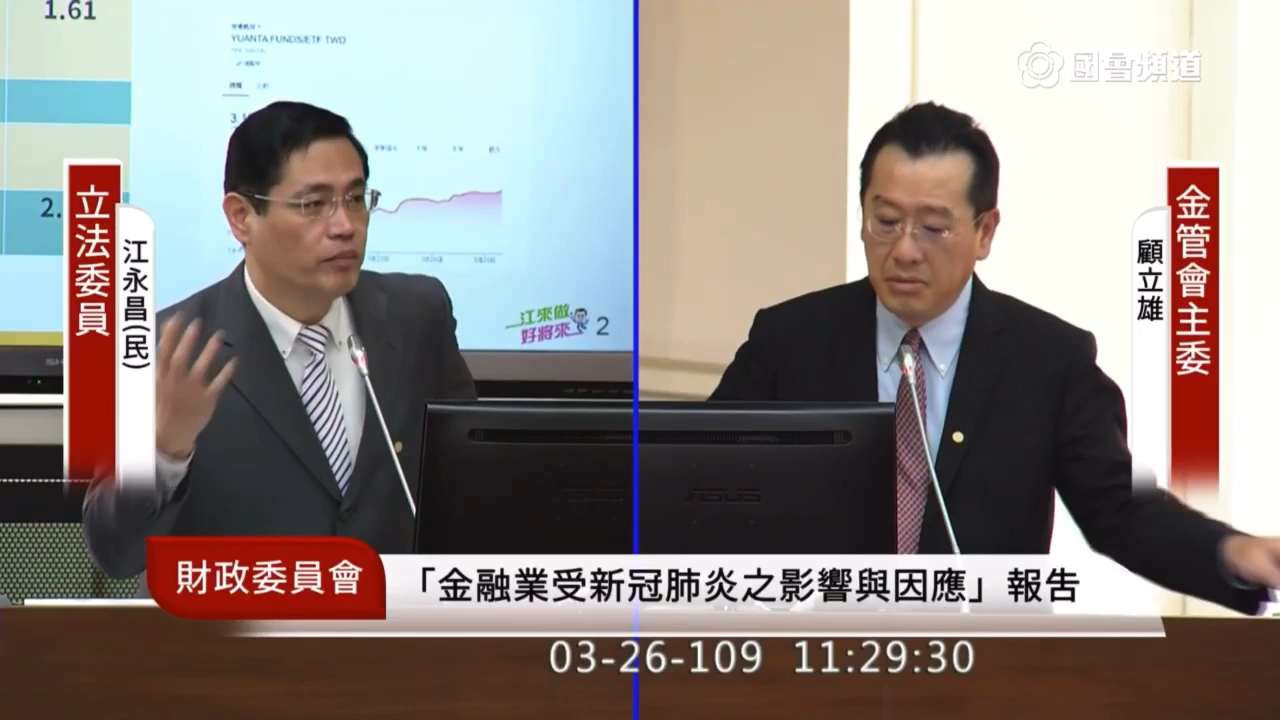 1.61
YUANTA FUNDS/ETF TWD
國會頻道
立法委員
江永昌(民)
金管會主委
顧立雄
2.
江來做
好將來
2
ASUS
ASUS
財政委員會
「金融業受新冠肺炎之影響與因應」報告
03-26-109 11:29:30